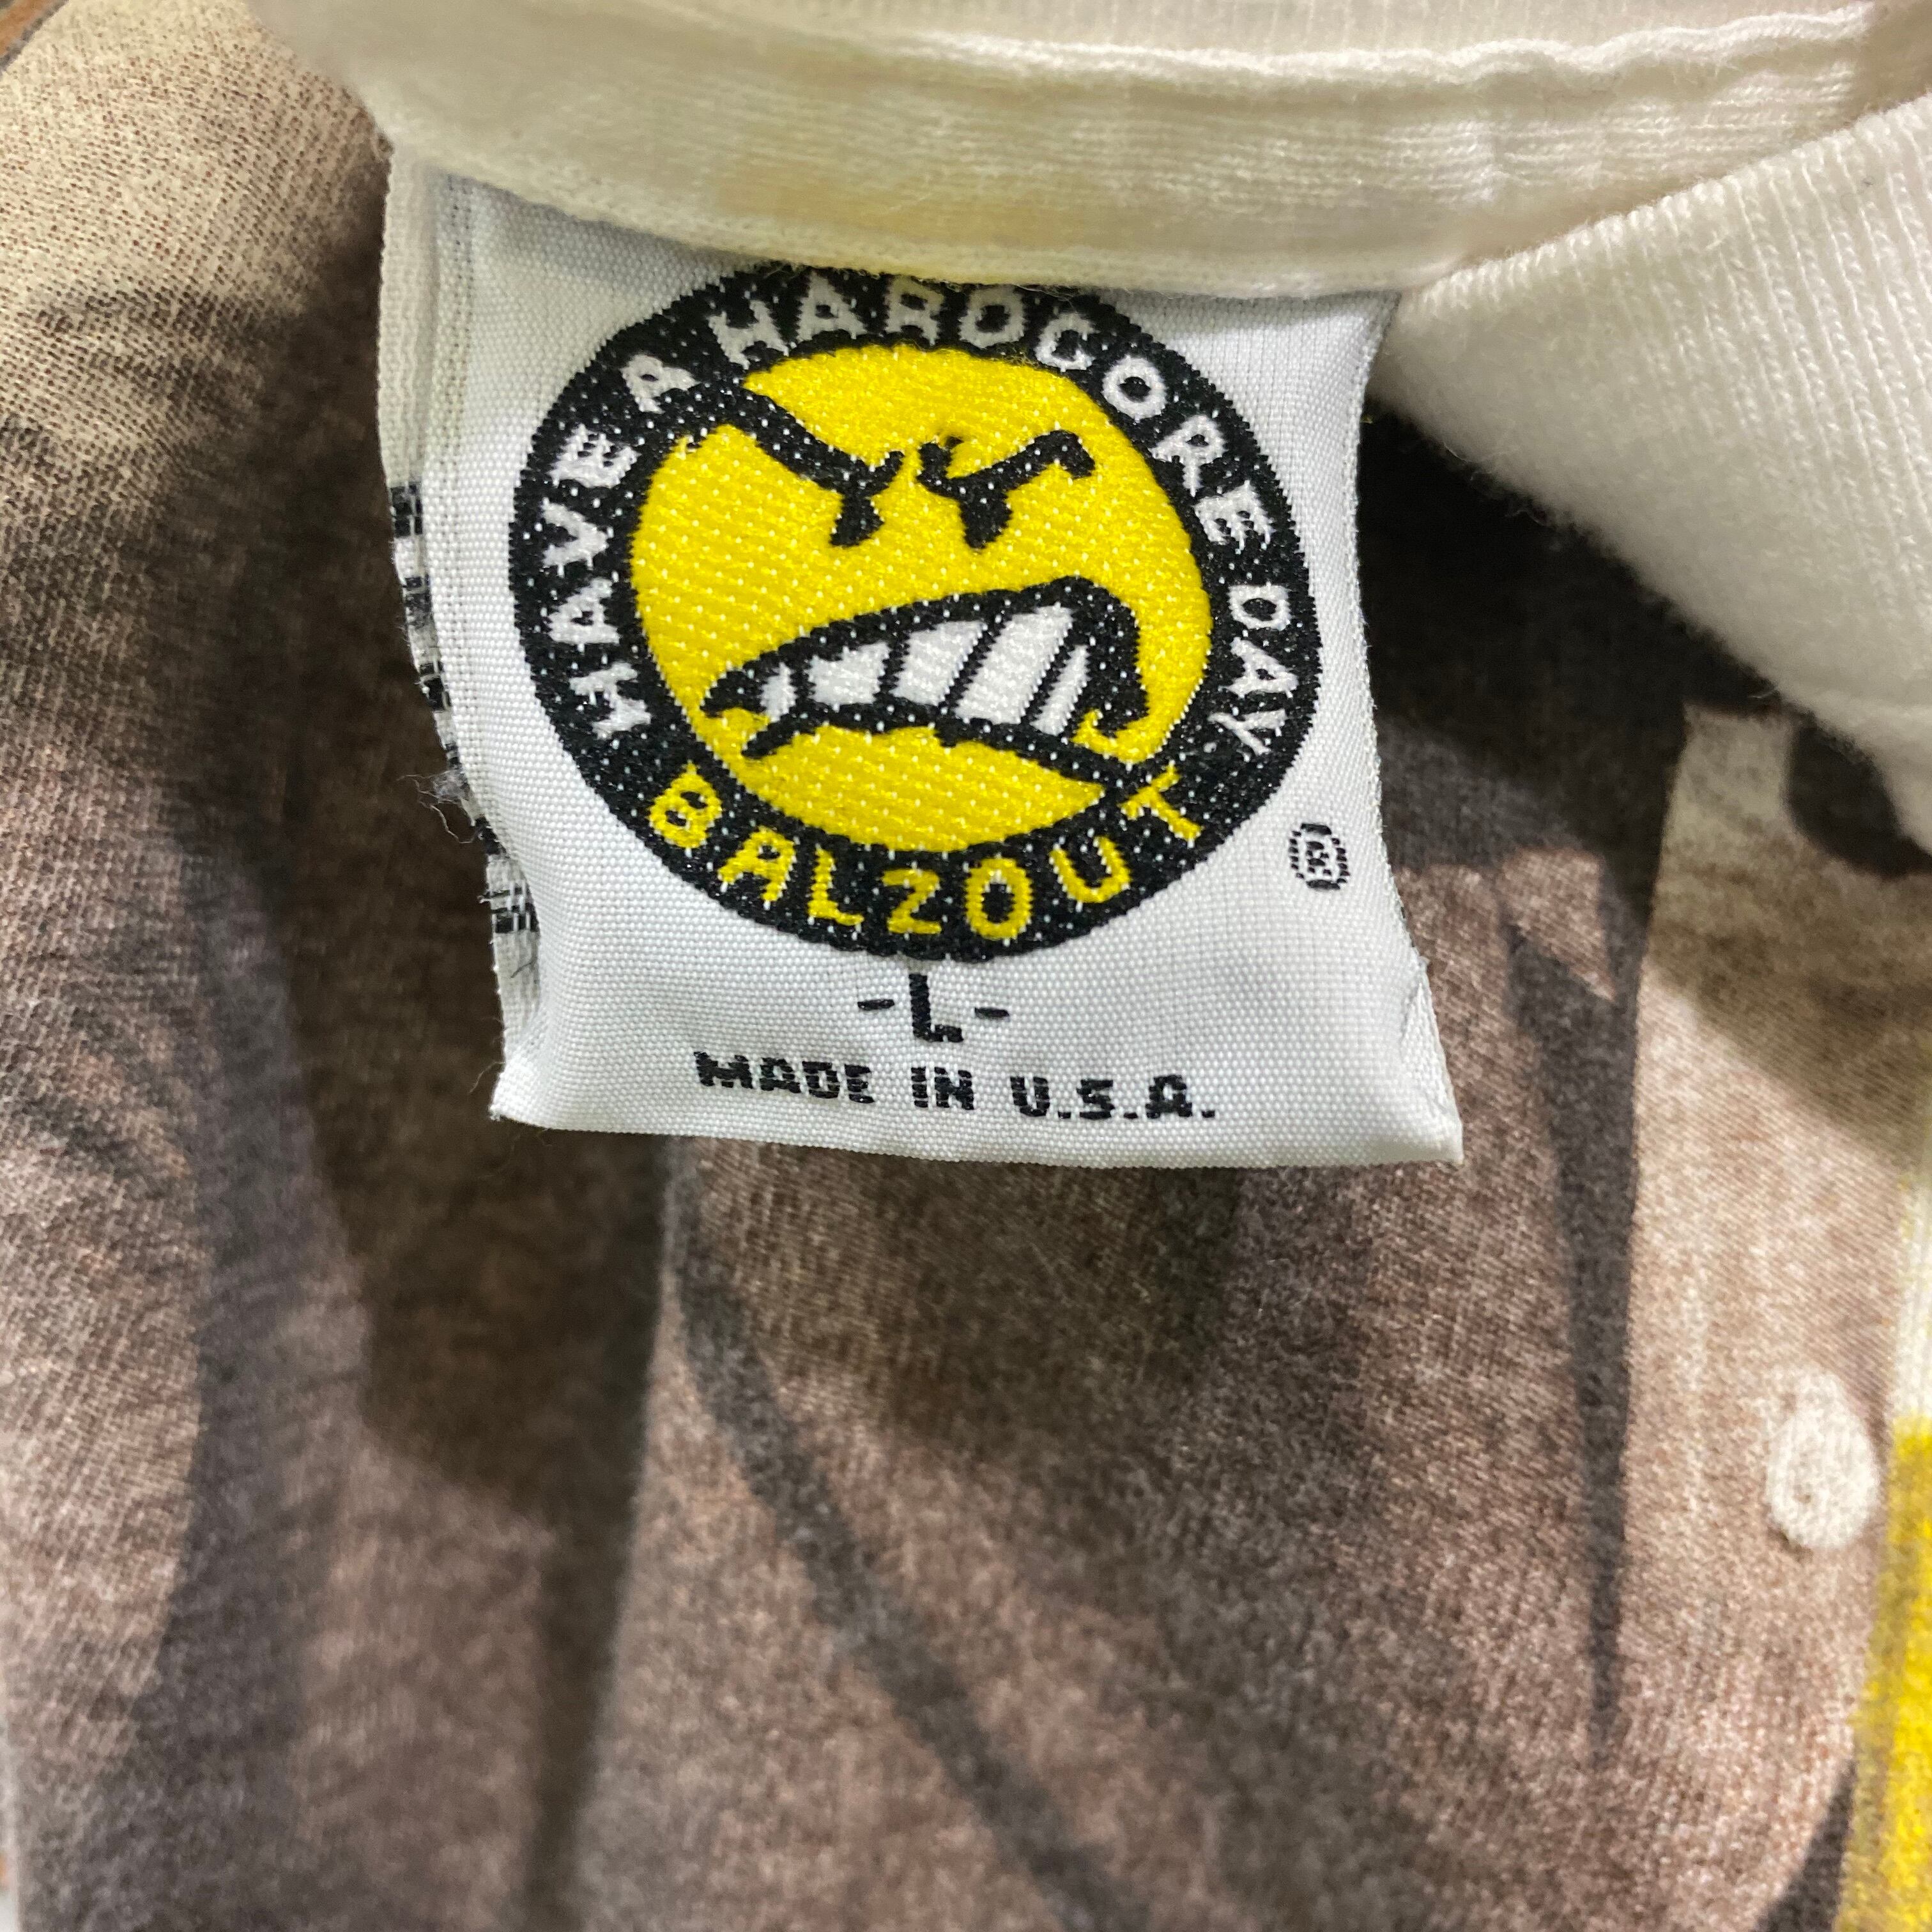 HAVE A HARDCORE DAY
BALZOUT
®
-L-
MADE IN U.S.A.